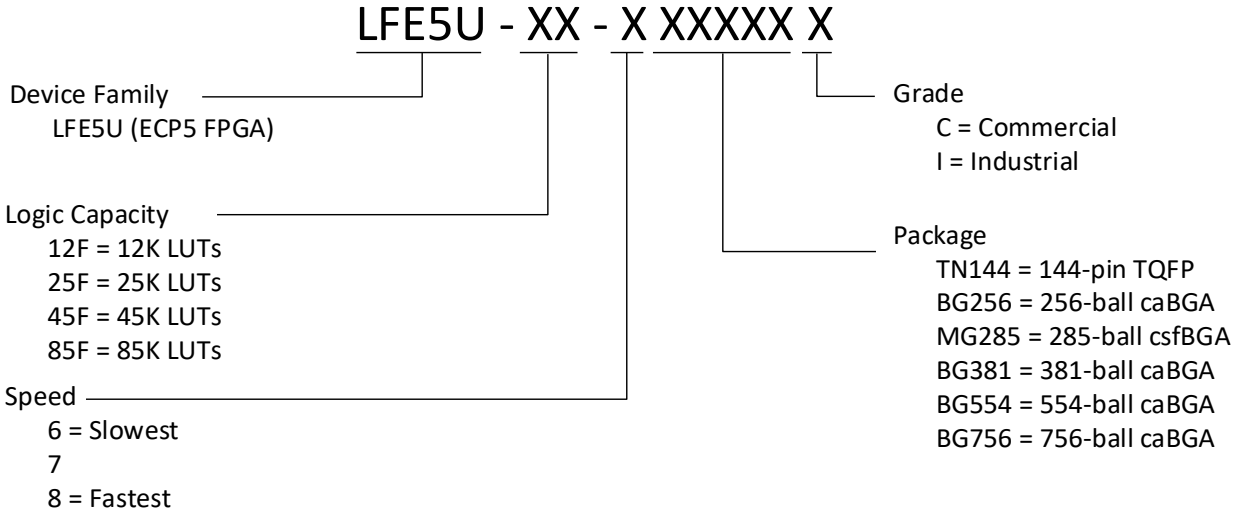 LFE5U - XX - X XXXXX X
Device Family
LFE5U (ECP5 FPGA)
Logic Capacity
12F = 12K LUTs
25F = 25K LUTs
45F = 45K LUTs
85F = 85K LUTs
Speed
6 = Slowest
7
8 = Fastest
Grade
C = Commercial
I = Industrial
Package
TN144 = 144-pin TQFP
BG256 = 256-ball caBGA
MG285 = 285-ball csfBGA
BG381 = 381-ball caBGA
BG554 = 554-ball caBGA
BG756 = 756-ball caBGA